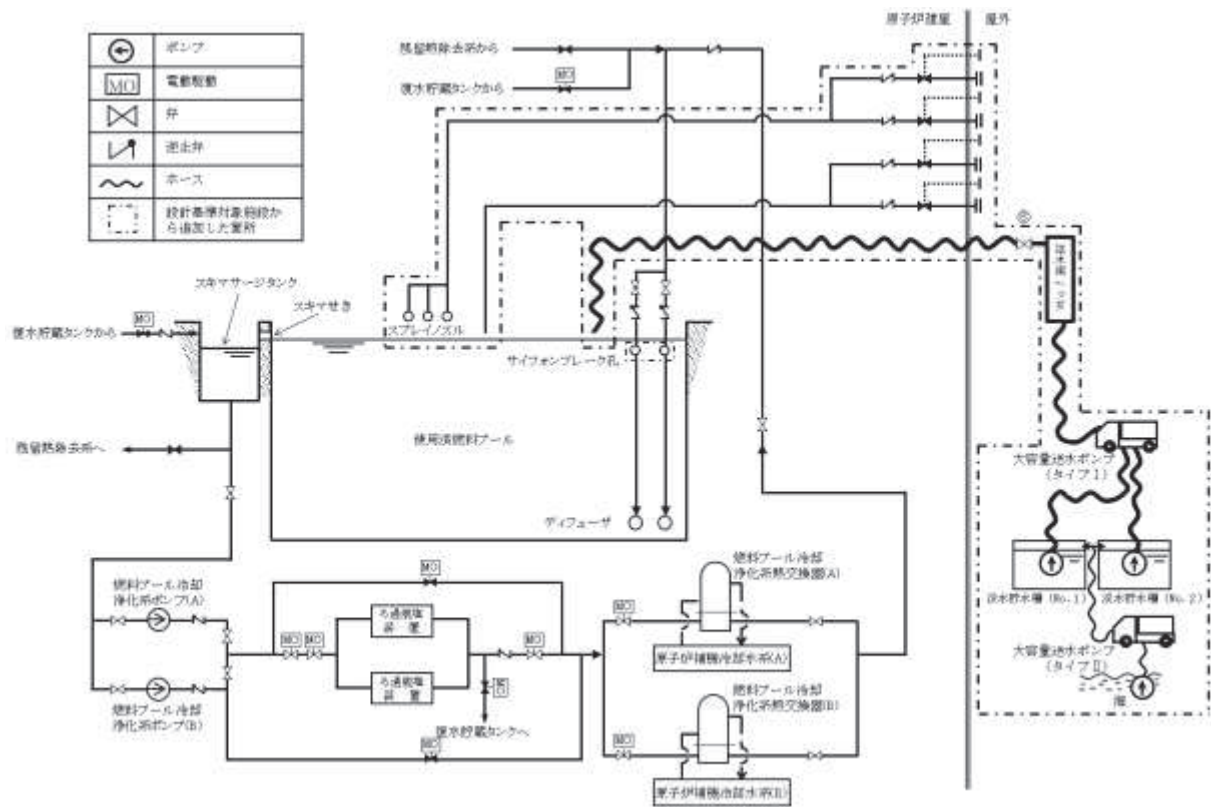 原子炉建屋
屋外
ポンプ
MO
電動駆動
弁
逆止弁
ホース
設計基準対象施設か
ら追加した箇所
残留熱除去系から
MO
復水貯蔵タンクから
スキマサージタンク
スキマせき
MO
復水貯蔵タンクから
スプレイノズル
サイフォンブレーク孔
残留熱除去系へ
使用済燃料プール
ディフューザ
大容量送水ポンプ
(タイプⅠ)
淡水貯水槽 (No.1)
淡水貯水槽 (No.2)
大容量送水ポンプ
(タイプⅡ)
海
燃料プール冷却
浄化系ポンプ(A)
燃料プール冷却
浄化系ポンプ(B)
MO
ろ過脱塩
装 置
MO
MO
MO
ろ過脱塩
装 置
MO
復水貯蔵タンクへ
MO
燃料プール冷却
浄化系熱交換器(A)
MO
原子炉補機冷却水系(A)
燃料プール冷却
浄化系熱交換器(B)
MO
原子炉補機冷却水系(B)